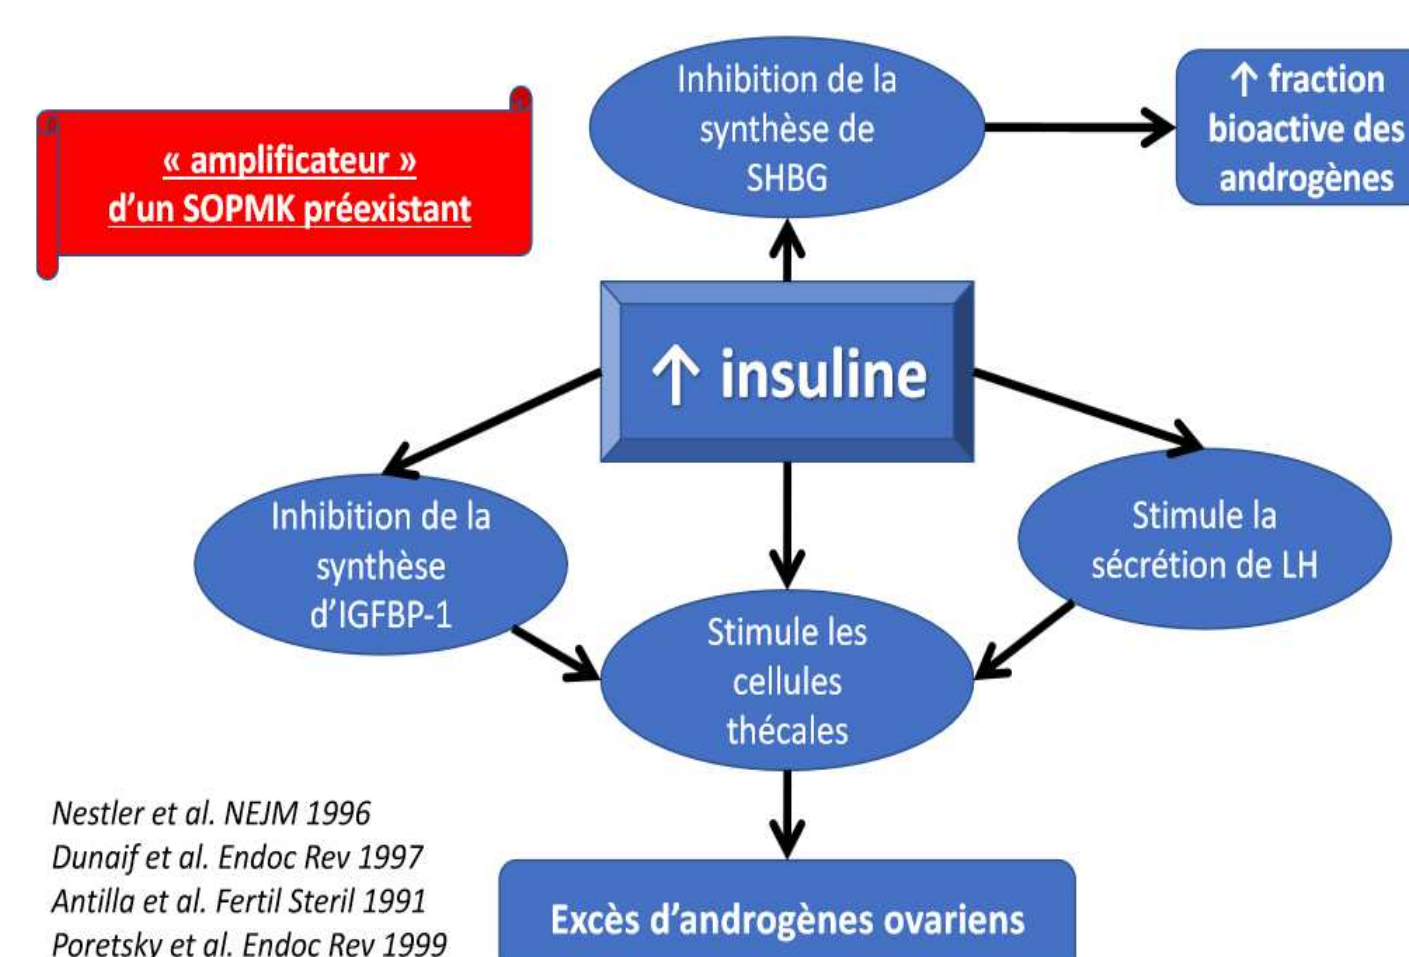 Inhibition de la
synthèse de
SHBG
↑ fraction
bioactive des
androgènes
« amplificateur »
d’un SOPMK préexistant
↑ insuline
Inhibition de la
synthèse
d’IGFBP-1
Stimule la
sécrétion de LH
Stimule les
cellules
thécales
Nestler et al. NEJM 1996
Dunaif et al. Endoc Rev 1997
Antilla et al. Fertil Steril 1991
Poretsky et al. Endoc Rev 1999
Excès d’androgènes ovariens